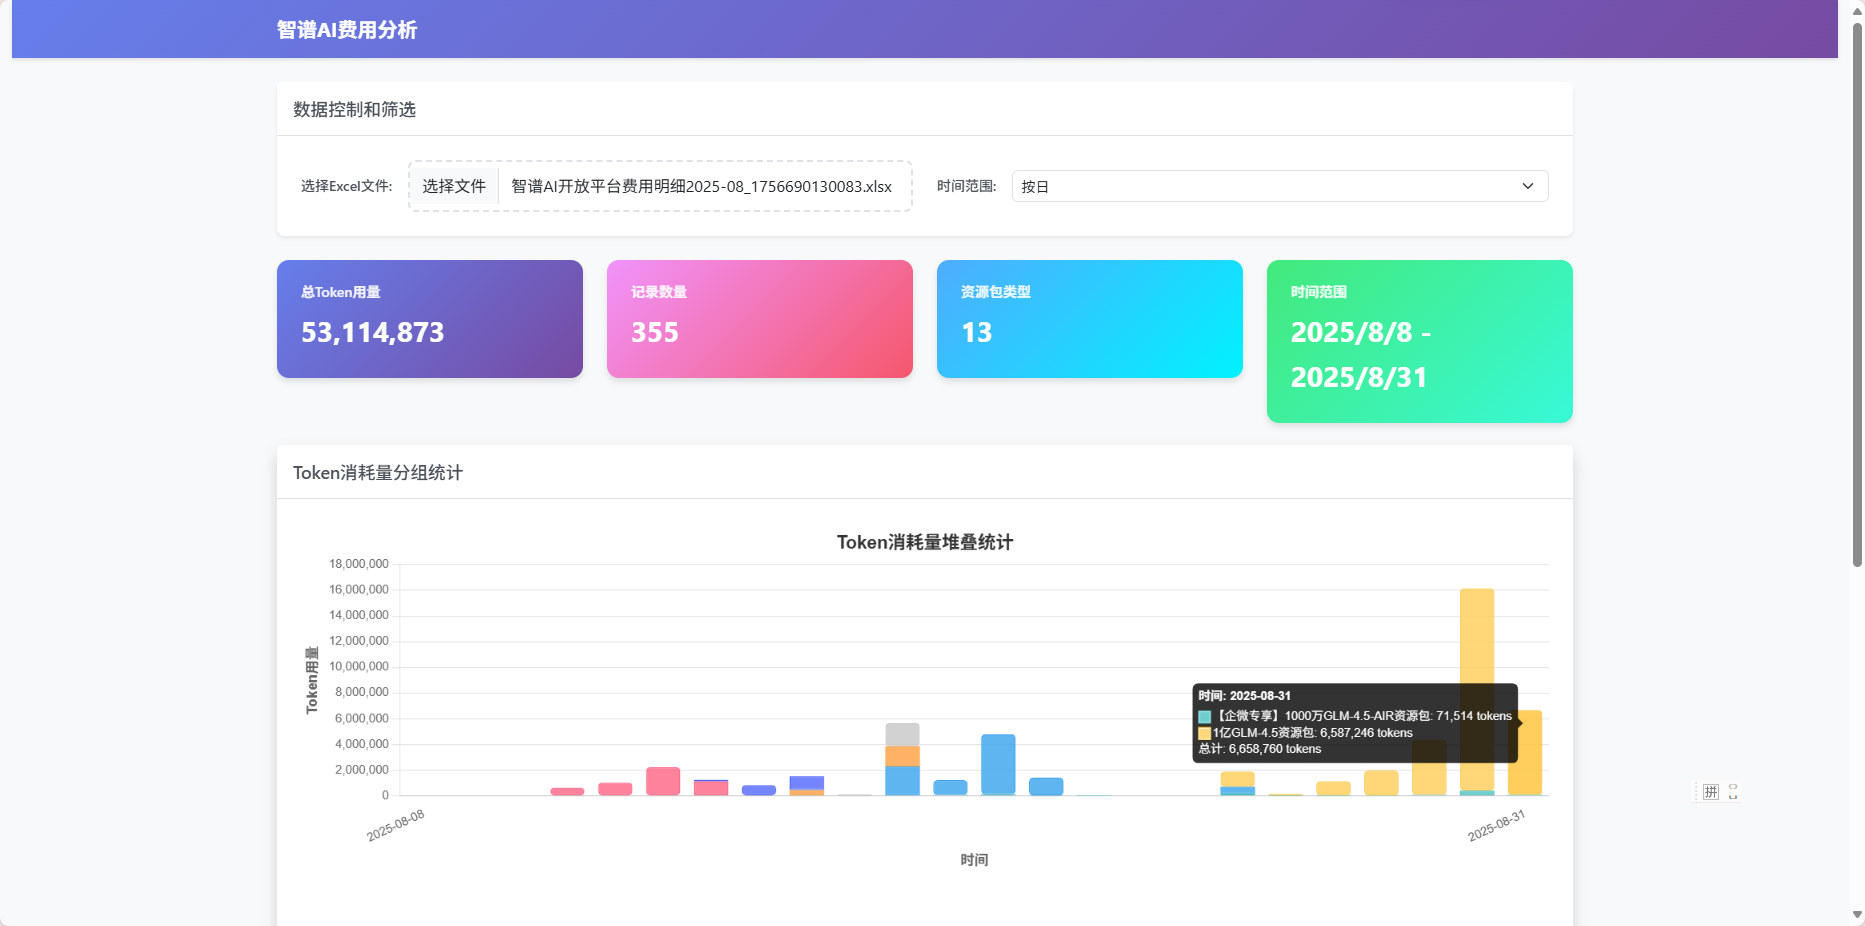 智谱AI费用分析
数据控制和筛选
选择Excel文件:
选择文件
智谱AI开放平台费用明细2025-08_1756690130083.xlsx
时间范围:
按日
总Token用量
53,114,873
记录数量
355
资源包类型
13
时间范围
2025/8/8 -
2025/8/31
Token消耗量分组统计
Token消耗量堆叠统计
18,000,000
16,000,000
14,000,000
12,000,000
10,000,000
8,000,000
6,000,000
4,000,000
2,000,000
0
Token用量
时间: 2025-08-31
【企微专享】1000万GLM-4.5-AIR资源包: 71,514 tokens
1亿GLM-4.5资源包: 6,587,246 tokens
总计: 6,658,760 tokens
2025-08-08
2025-08-31
时间
拼